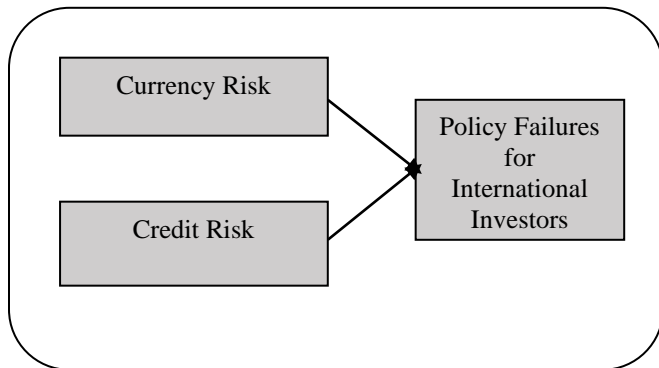 Currency Risk
Policy Failures
for
International
Investors
Credit Risk